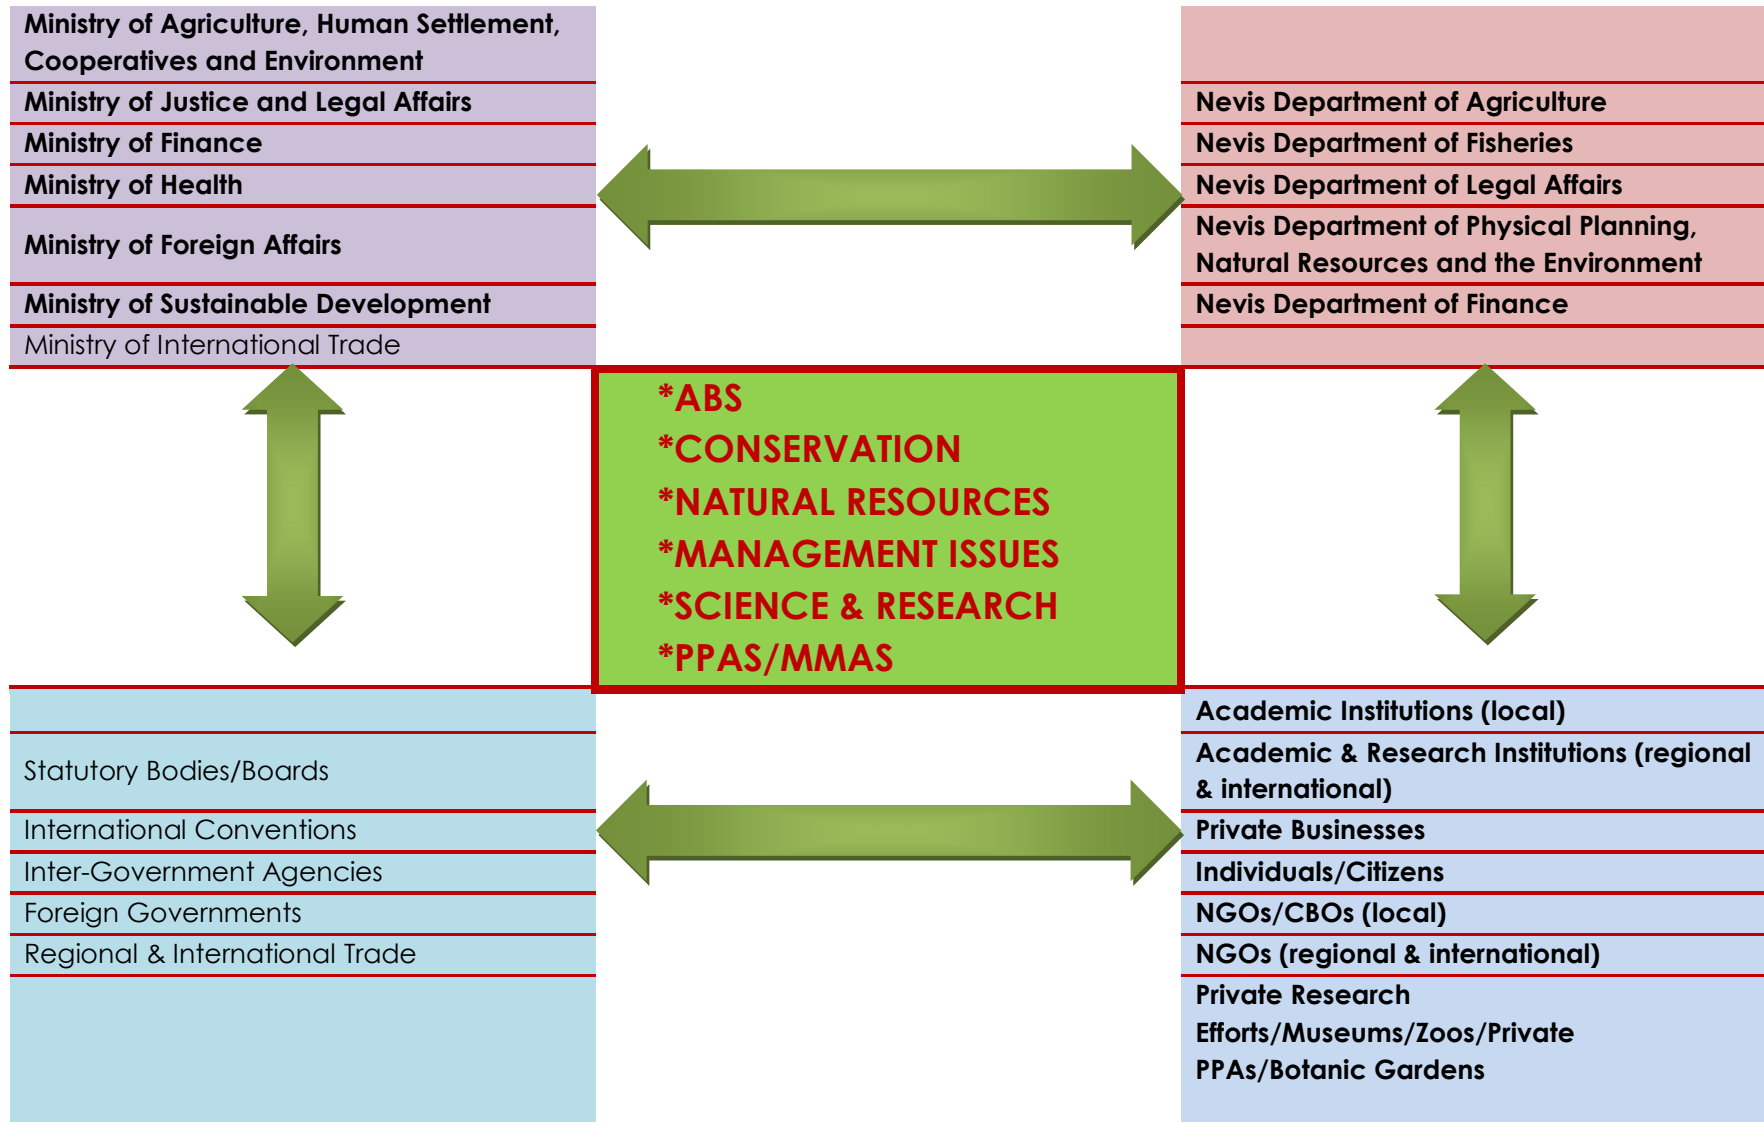 Ministry of Agriculture, Human Settlement,
Cooperatives and Environment
Ministry of Justice and Legal Affairs
Ministry of Finance
Ministry of Health
Ministry of Foreign Affairs
Ministry of Sustainable Development
Ministry of International Trade
Nevis Department of Agriculture
Nevis Department of Fisheries
Nevis Department of Legal Affairs
Nevis Department of Physical Planning,
Natural Resources and the Environment
Nevis Department of Finance
*ABS
*CONSERVATION
*NATURAL RESOURCES
*MANAGEMENT ISSUES
*SCIENCE & RESEARCH
*PPAS/MMAS
Statutory Bodies/Boards
International Conventions
Inter-Government Agencies
Foreign Governments
Regional & International Trade
Academic Institutions (local)
Academic & Research Institutions (regional
& international)
Private Businesses
Individuals/Citizens
NGOs/CBOs (local)
NGOs (regional & international)
Private Research
Efforts/Museums/Zoos/Private
PPAs/Botanic Gardens